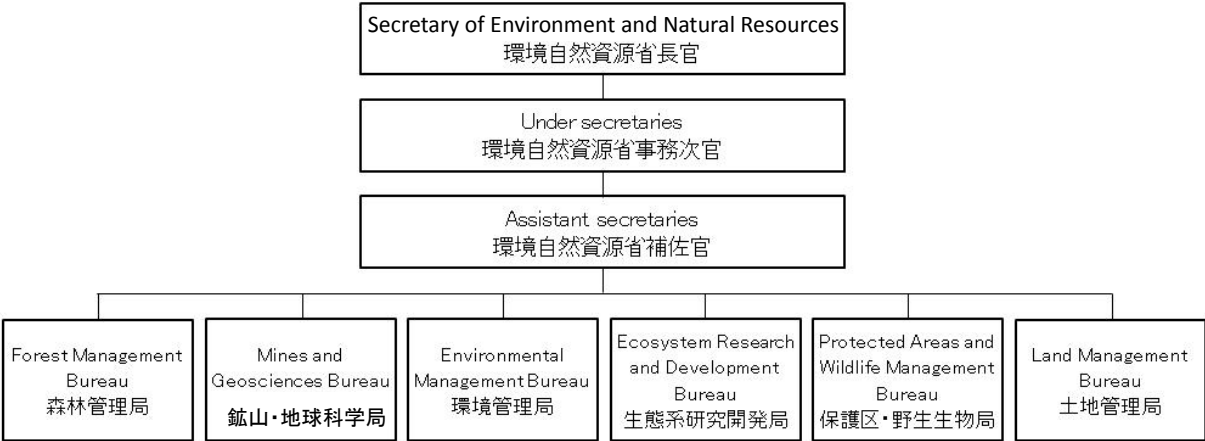 Secretary of Environment and Natural Resources
環境自然資源省長官
Under secretaries
環境自然資源省事務次官
Assistant secretaries
環境自然資源省補佐官
Forest Management
Bureau
森林管理局
Mines and
Geosciences Bureau
鉱山・地球科学局
Environmental
Management Bureau
環境管理局
Ecosystem Research
and Development
Bureau
生態系研究開発局
Protected Areas and
Wildlife Management
Bureau
保護区・野生生物局
Land Management
Bureau
土地管理局